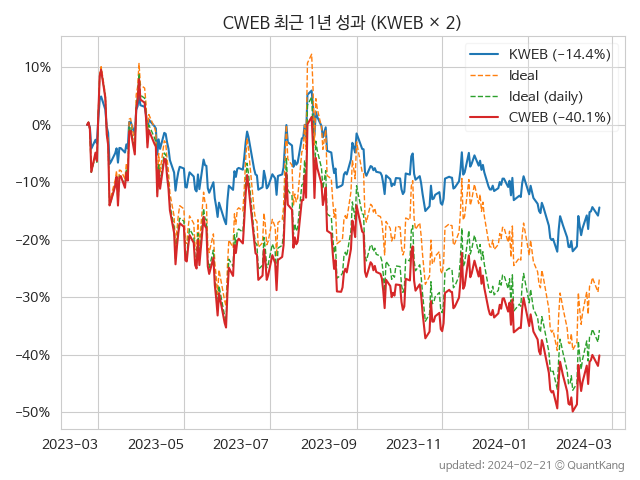 CWEB 최근 1년 성과 (KWEB × 2)
KWEB (−14.4%)
Ideal
Ideal (daily)
CWEB (−40.1%)
10%
0%
−10%
−20%
−30%
−40%
−50%
2023-03 2023-05 2023-07 2023-09 2023-11 2024-01 2024-03
updated: 2024-02-21 © QuantKang